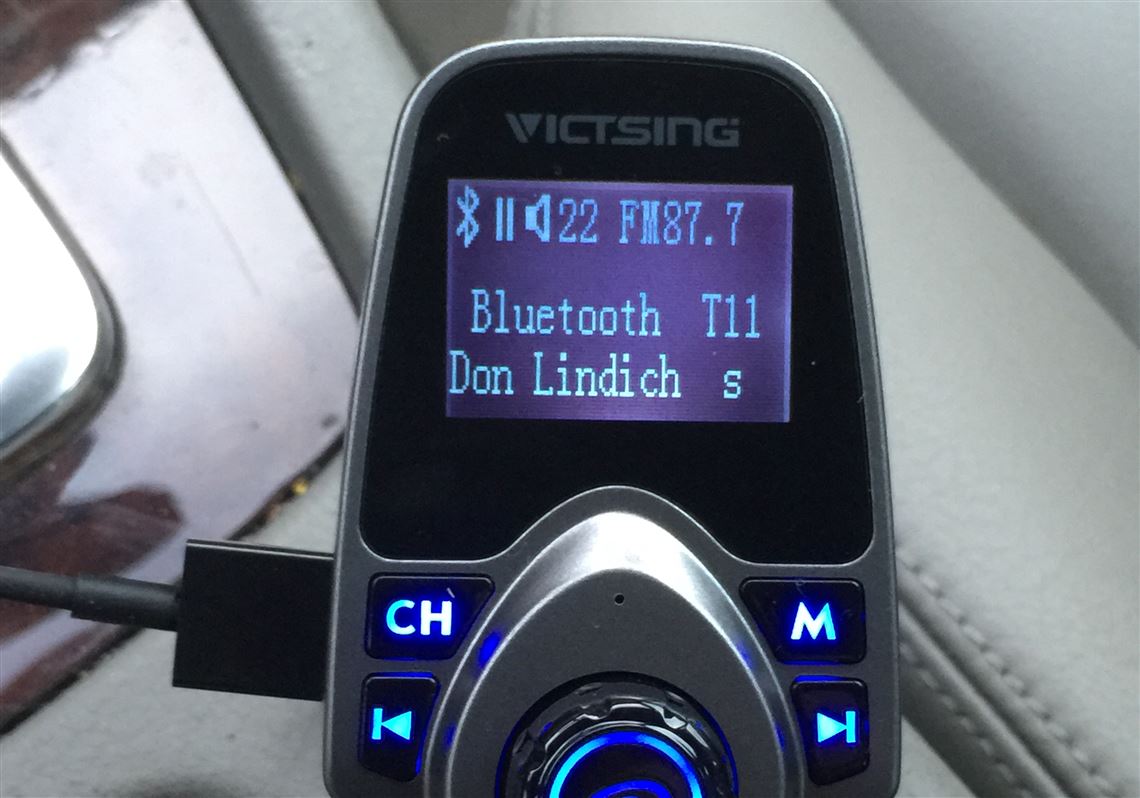 VICTSING
22 FM87.7
Bluetooth T11
Don Lindich s
CH M